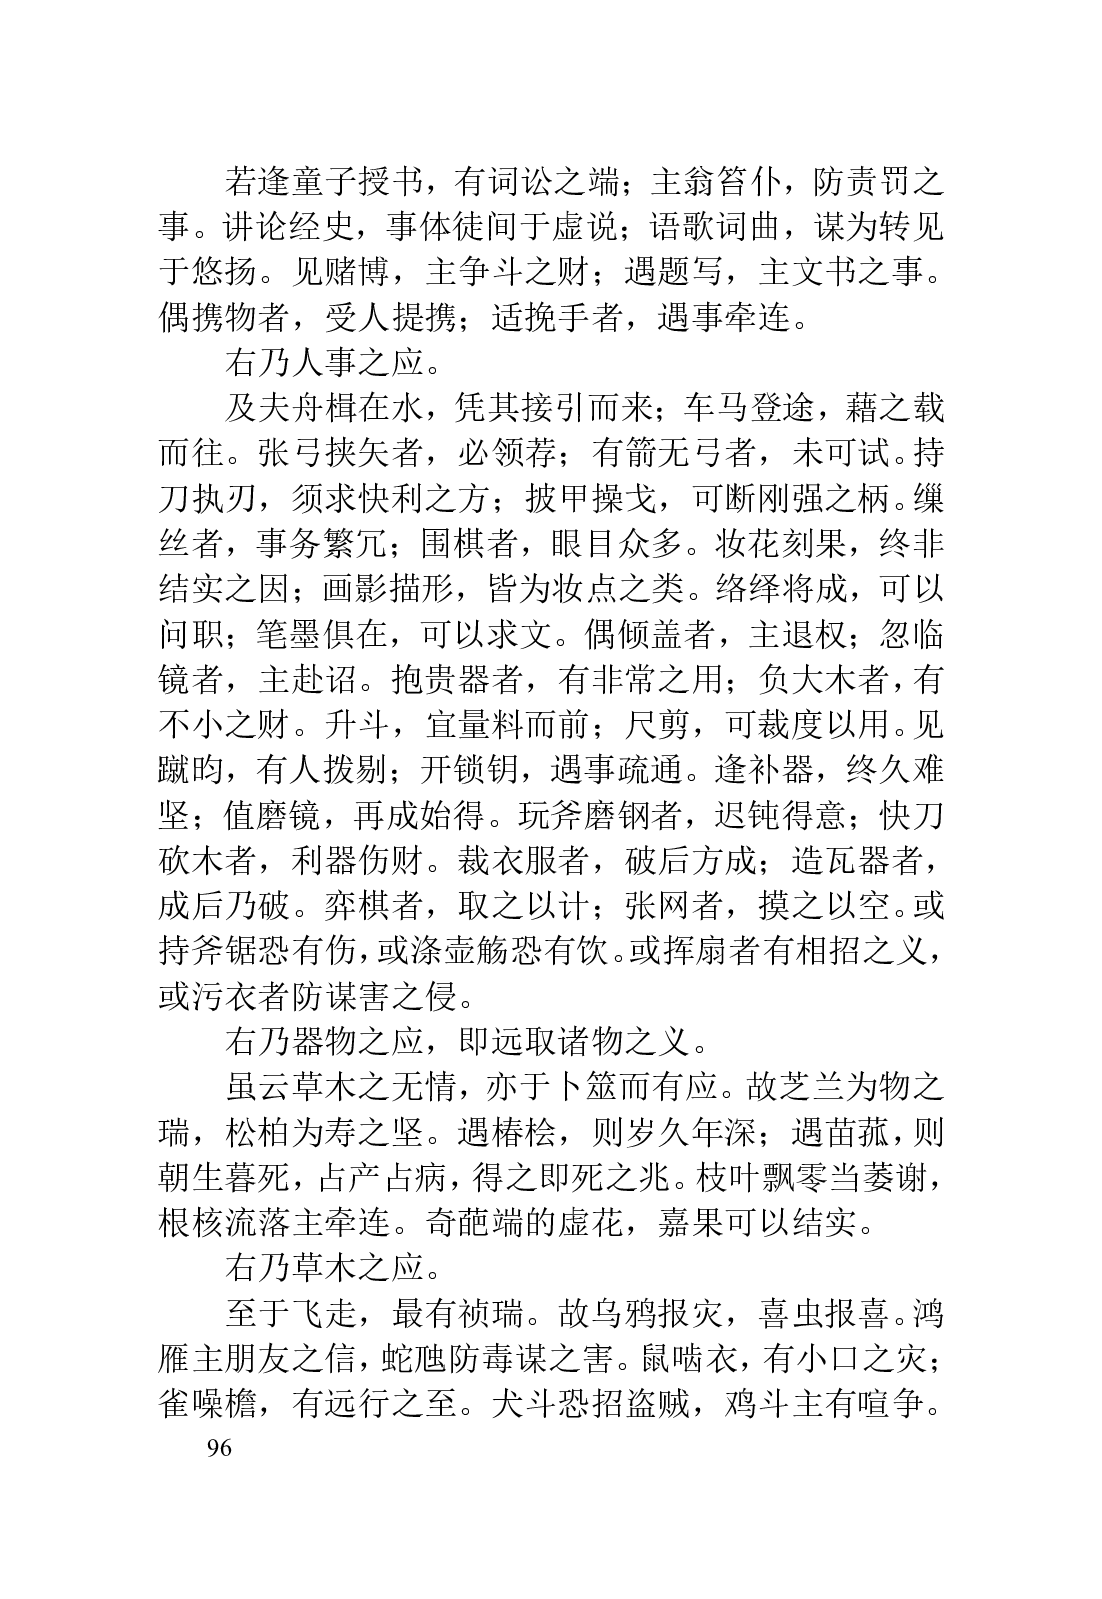 若逢童子授书，有词讼之端；主翁笞仆，防责罚之
事。讲论经史，事体徒间于虚说；语歌词曲，谋为转见
于悠扬。见赌博，主争斗之财；遇题写，主文书之事。
偶携物者，受人提携；适挽手者，遇事牵连。
右乃人事之应。
及夫舟楫在水，凭其接引而来；车马登途，藉之载
而往。张弓挟矢者，必领荐；有箭无弓者，未可试。持
刀执刃，须求快利之方；披甲操戈，可断刚强之柄。缫
丝者，事务繁冗；围棋者，眼目众多。妆花刻果，终非
结实之因；画影描形，皆为妆点之类。络绎将成，可以
问职；笔墨俱在，可以求文。偶倾盖者，主退权；忽临
镜者，主赴诏。抱贵器者，有非常之用；负大木者，有
不小之财。升斗，宜量料而前；尺剪，可裁度以用。见
蹴昀，有人拨剔；开锁钥，遇事疏通。逢补器，终久难
坚；值磨镜，再成始得。玩斧磨钢者，迟钝得意；快刀
砍木者，利器伤财。裁衣服者，破后方成；造瓦器者，
成后乃破。弈棋者，取之以计；张网者，摸之以空。或
持斧锯恐有伤，或涤壶觞恐有饮。或挥扇者有相招之义，
或污衣者防谋害之侵。
右乃器物之应，即远取诸物之义。
虽云草木之无情，亦于卜筮而有应。故芝兰为物之
瑞，松柏为寿之坚。遇椿桧，则岁久年深；遇苗菰，则
朝生暮死，占产占病，得之即死之兆。枝叶飘零当萎谢，
根核流落主牵连。奇葩端的虚花，嘉果可以结实。
右乃草木之应。
至于飞走，最有祯瑞。故乌鸦报灾，喜虫报喜。鸿
雁主朋友之信，蛇虺防毒谋之害。鼠啮衣，有小口之灾；
雀噪檐，有远行之至。犬斗恐招盗贼，鸡斗主有喧争。
96